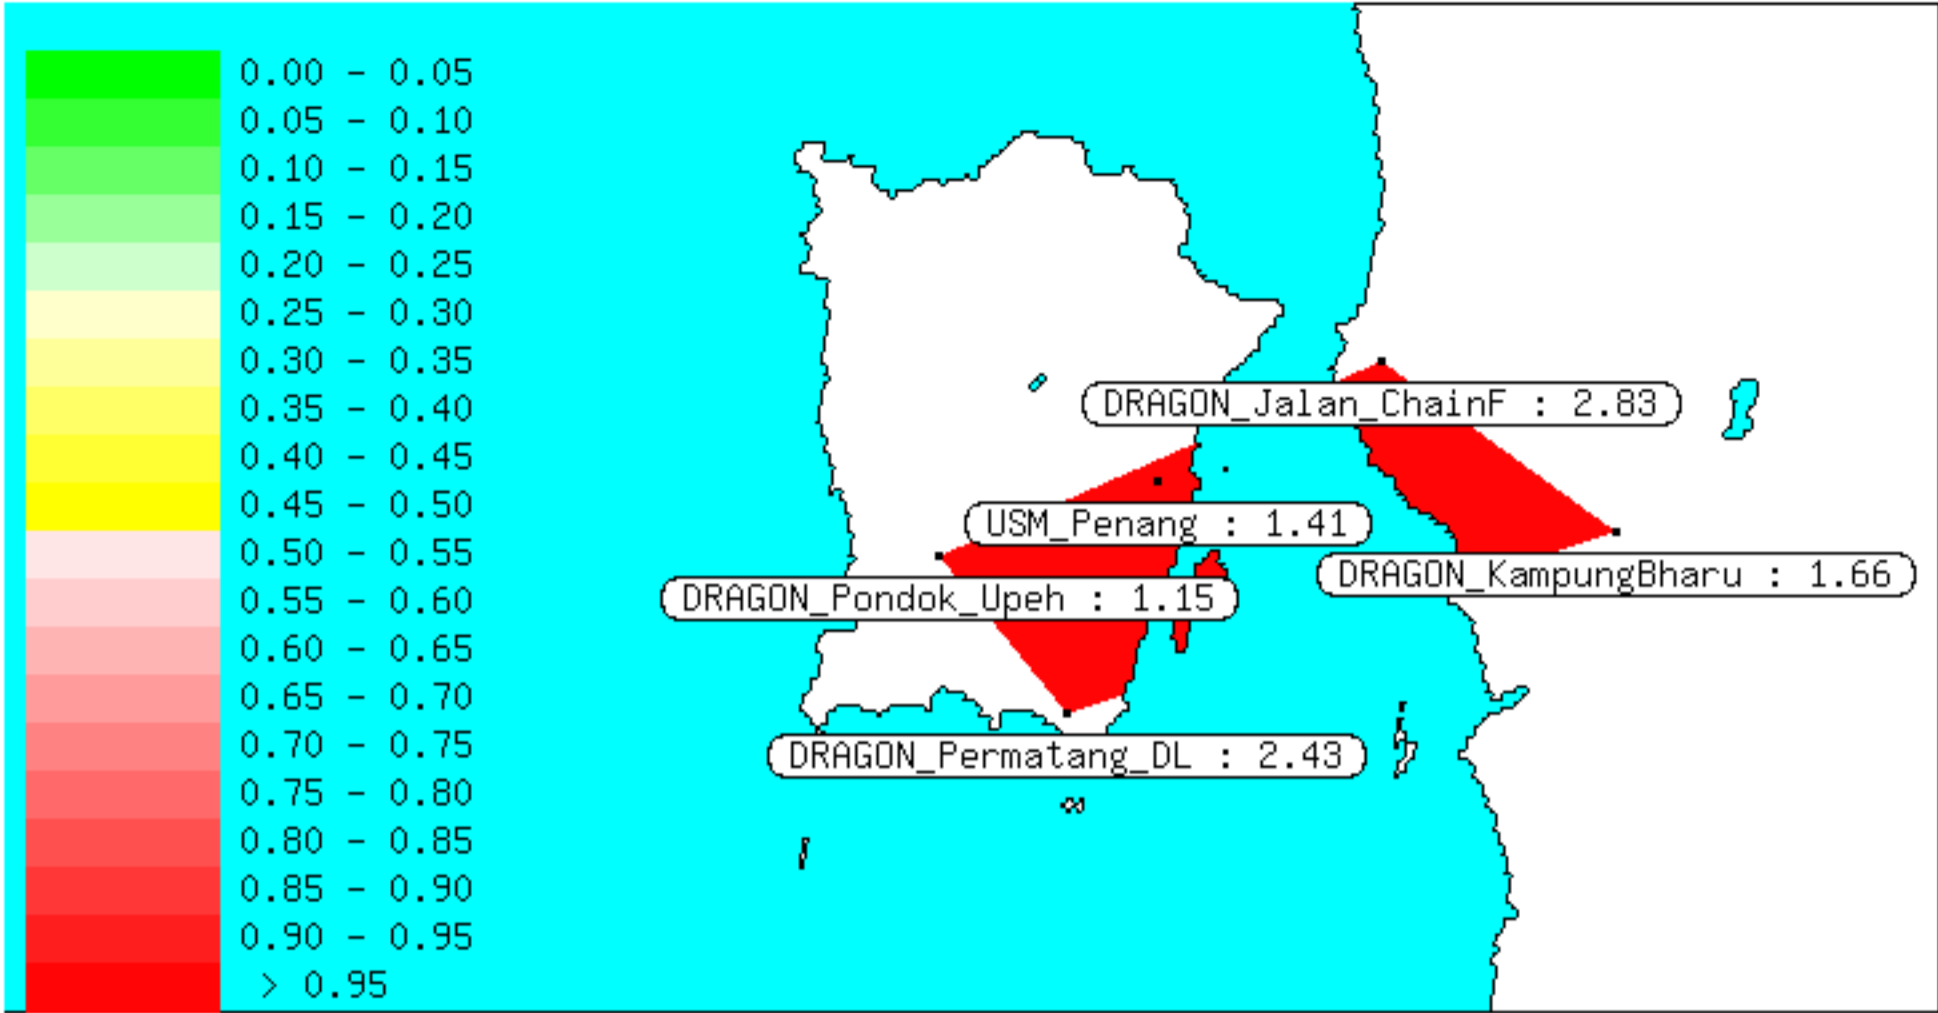 0.00 - 0.05
0.05 - 0.10
0.10 - 0.15
0.15 - 0.20
0.20 - 0.25
0.25 - 0.30
0.30 - 0.35
0.35 - 0.40
0.40 - 0.45
0.45 - 0.50
0.50 - 0.55
0.55 - 0.60
0.60 - 0.65
0.65 - 0.70
0.70 - 0.75
0.75 - 0.80
0.80 - 0.85
0.85 - 0.90
0.90 - 0.95
> 0.95
DRAGON_Jalan_ChainF : 2.83
USM_Penang : 1.41
DRAGON_KampungBharu : 1.66
DRAGON_Pondok_Upeh : 1.15
DRAGON_Permatang_DL : 2.43